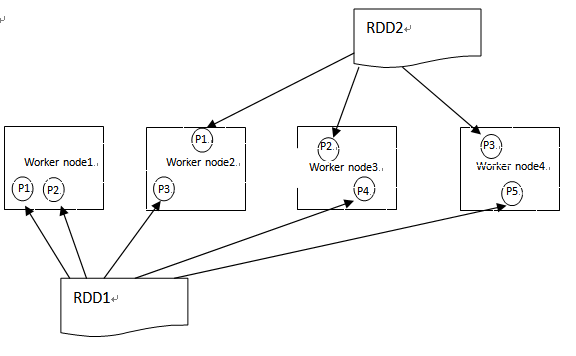 RDD2
P1..
P2..
P3..
Worker node1.
Worker node2.
Worker node3.
Worker node4.
P1
P2.
P3.
P4.
P5
RDD1